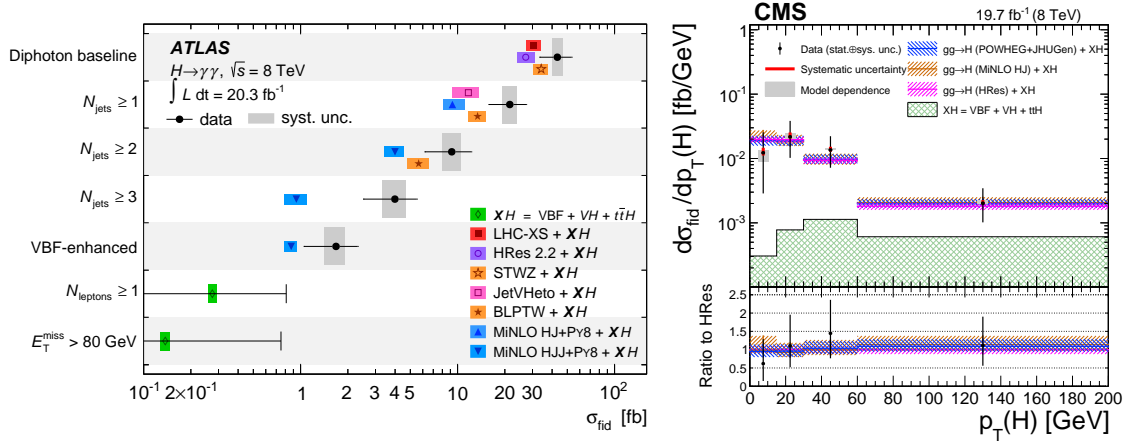 ATLAS
H→γγ, √s = 8 TeV
∫ L dt = 20.3 fb⁻¹
data syst. unc.
Diphoton baseline
N_jets ≥ 1
N_jets ≥ 2
N_jets ≥ 3
VBF-enhanced
N_leptons ≥ 1
E_T^miss > 80 GeV
XH = VBF + VH + tt̄H
LHC-XS + XH
HRes 2.2 + XH
STWZ + XH
JetVHeto + XH
BLPTW + XH
MiNLO HJ+PY8 + XH
MiNLO HJJ+PY8 + XH
10⁻¹ 2×10⁻¹ 1 2 3 4 5 10 20 30 10²
σ_fid [fb]
CMS 19.7 fb⁻¹ (8 TeV)
Data (stat.⊕sys. unc.)
Systematic uncertainty
Model dependence
gg→H (POWHEG+JHUGen) + XH
gg→H (MiNLO HJ) + XH
gg→H (HRes) + XH
XH = VBF + VH + ttH
dσ_fid/dp_T(H) [fb/GeV]
1
10⁻¹
10⁻²
10⁻³
Ratio to HRes
2.5
2
1.5
1
0.5
0
0 20 40 60 80 100 120 140 160 180 200
p_T(H) [GeV]